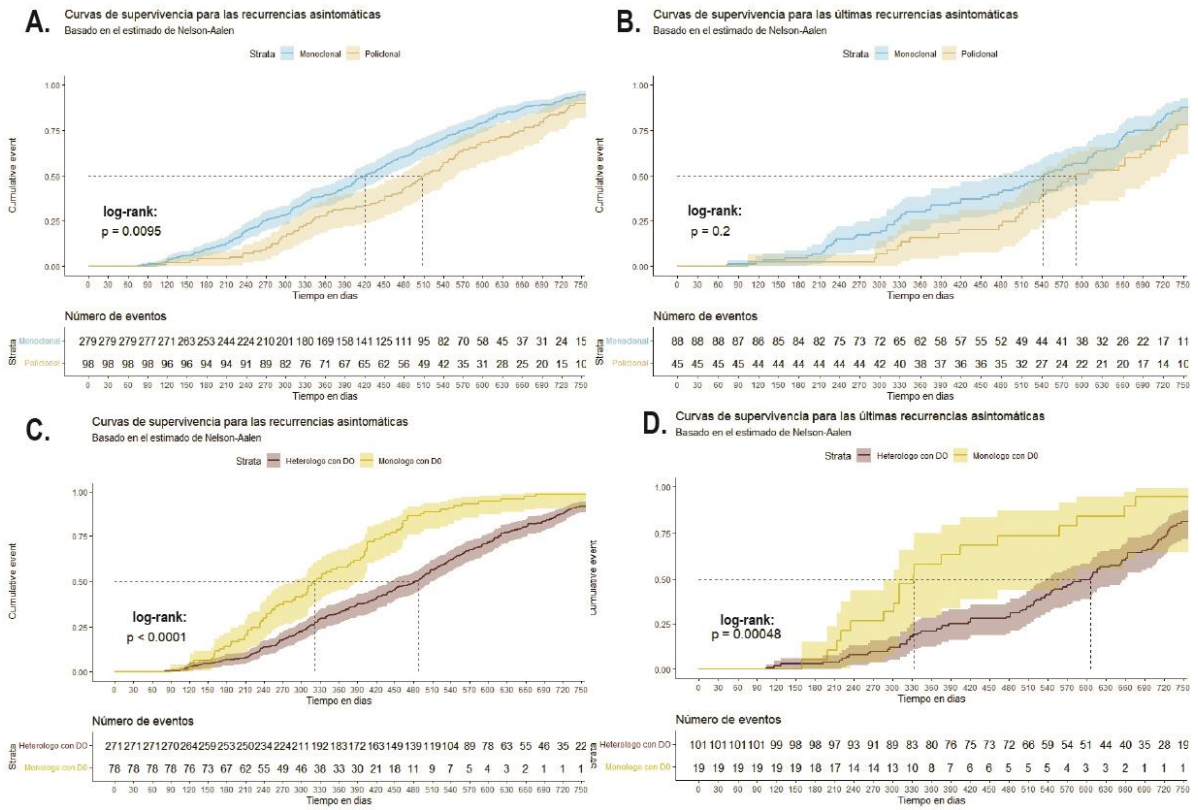 A.
Curvas de supervivencia para las recurrencias asintomáticas
Basado en el estimado de Nelson-Aalen
Strata Monoclonal Policlonal
1.00
0.75
0.50
0.25
0.00
Cumulative event
log-rank:
p = 0.0095
0 30 60 90 120 150 180 210 240 270 300 330 360 390 420 450 480 510 540 570 600 630 660 690 720 750
Tiempo en dias
Número de eventos
Strata
Monoclonal 279 279 279 277 271 263 253 244 224 210 201 180 169 158 141 125 111 95 82 70 58 45 37 31 24 15
Policlonal 98 98 98 98 96 96 94 94 91 89 82 76 71 67 65 62 56 49 42 35 31 28 25 20 15 10
0 30 60 90 120 150 180 210 240 270 300 330 360 390 420 450 480 510 540 570 600 630 660 690 720 750
Tiempo en dias
B.
Curvas de supervivencia para las últimas recurrencias asintomáticas
Basado en el estimado de Nelson-Aalen
Strata Monoclonal Policlonal
1.00
0.75
0.50
0.25
0.00
Cumulative event
log-rank:
p = 0.2
0 30 60 90 120 150 180 210 240 270 300 330 360 390 420 450 480 510 540 570 600 630 660 690 720 750
Tiempo en dias
Número de eventos
Strata
Monoclonal 88 88 88 87 86 85 84 82 75 73 72 65 62 58 57 55 52 49 44 41 38 32 26 22 17 11
Policlonal 45 45 45 45 44 44 44 44 44 44 42 40 38 37 36 36 35 32 27 24 22 21 20 17 14 10
0 30 60 90 120 150 180 210 240 270 300 330 360 390 420 450 480 510 540 570 600 630 660 690 720 750
Tiempo en dias
C.
Curvas de supervivencia para las recurrencias asintomáticas
Basado en el estimado de Nelson-Aalen
Strata Heterologo con DO Monologo con D0
1.00
0.75
0.50
0.25
0.00
Cumulative event
log-rank:
p < 0.0001
0 30 60 90 120 150 180 210 240 270 300 330 360 390 420 450 480 510 540 570 600 630 660 690 720 750
Tiempo en dias
Número de eventos
Strata
Heterologo con DO 271 271 271 270 264 259 253 250 234 224 211 192 183 172 163 149 139 119 104 89 78 63 55 46 35 22
Monologo con D0 78 78 78 78 76 73 67 62 55 49 46 38 33 30 21 18 11 9 7 5 4 3 2 1 1 1
0 30 60 90 120 150 180 210 240 270 300 330 360 390 420 450 480 510 540 570 600 630 660 690 720 750
Tiempo en dias
D.
Curvas de supervivencia para las últimas recurrencias asintomáticas
Basado en el estimado de Nelson-Aalen
Strata Heterologo con DO Monologo con D0
1.00
0.75
0.50
0.25
0.00
Cumulative event
log-rank:
p = 0.00048
0 30 60 90 120 150 180 210 240 270 300 330 360 390 420 450 480 510 540 570 600 630 660 690 720 750
Tiempo en dias
Número de eventos
Strata
Heterologo con DO 101 101 101 101 99 98 98 97 93 91 89 83 80 76 75 73 72 66 59 54 51 44 40 35 28 19
Monologo con D0 19 19 19 19 19 19 18 17 14 14 13 10 8 7 6 6 5 5 5 4 3 3 2 1 1 1
0 30 60 90 120 150 180 210 240 270 300 330 360 390 420 450 480 510 540 570 600 630 660 690 720 750
Tiempo en dias